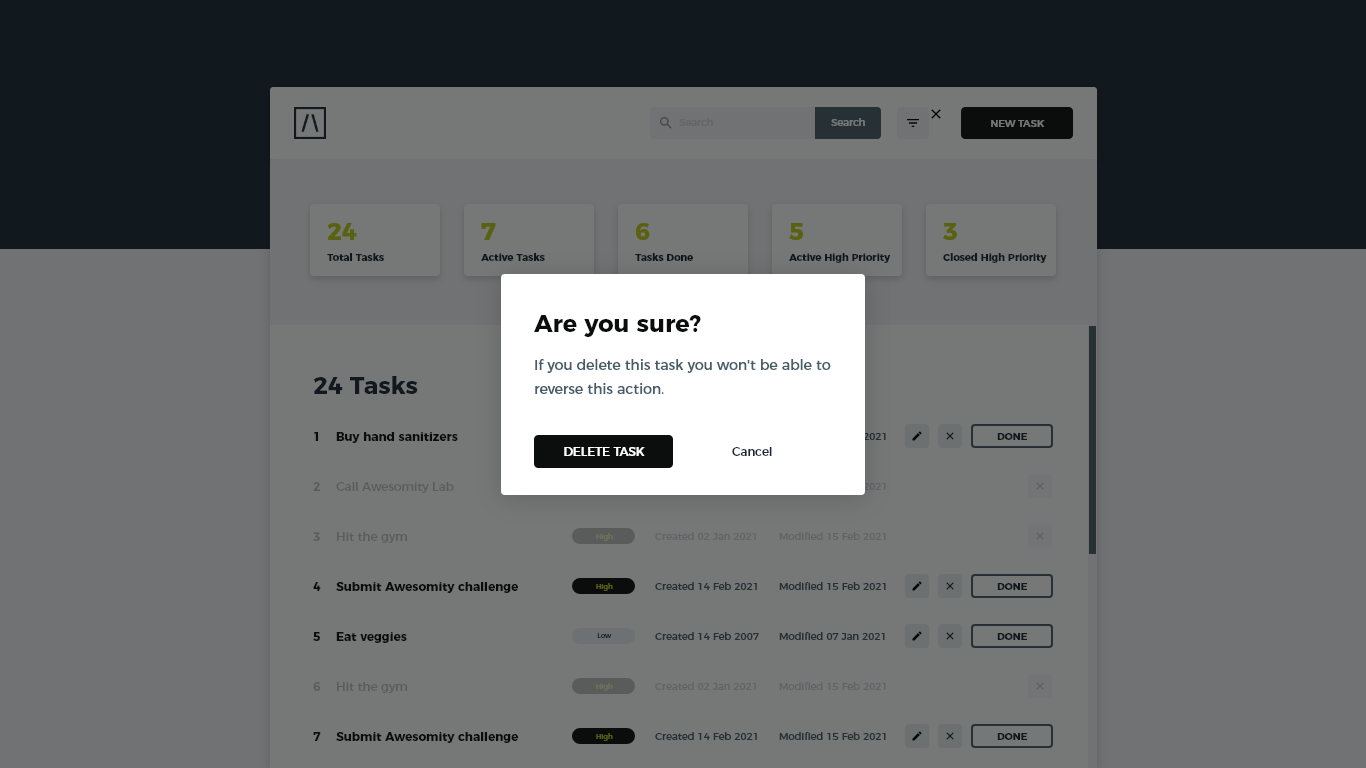 Search
Search
NEW TASK
24
Total Tasks
7
Active Tasks
6
Tasks Done
5
Active High Priority
3
Closed High Priority
Are you sure?
If you delete this task you won't be able to
reverse this action.
DELETE TASK
Cancel
24 Tasks
1 Buy hand sanitizers 2021 DONE
2 Call Awesomity Lab 2021
3 Hit the gym High Created 02 Jan 2021 Modified 15 Feb 2021
4 Submit Awesomity challenge High Created 14 Feb 2021 Modified 15 Feb 2021 DONE
5 Eat veggies Low Created 14 Feb 2007 Modified 07 Jan 2021 DONE
6 Hit the gym High Created 02 Jan 2021 Modified 15 Feb 2021
7 Submit Awesomity challenge High Created 14 Feb 2021 Modified 15 Feb 2021 DONE